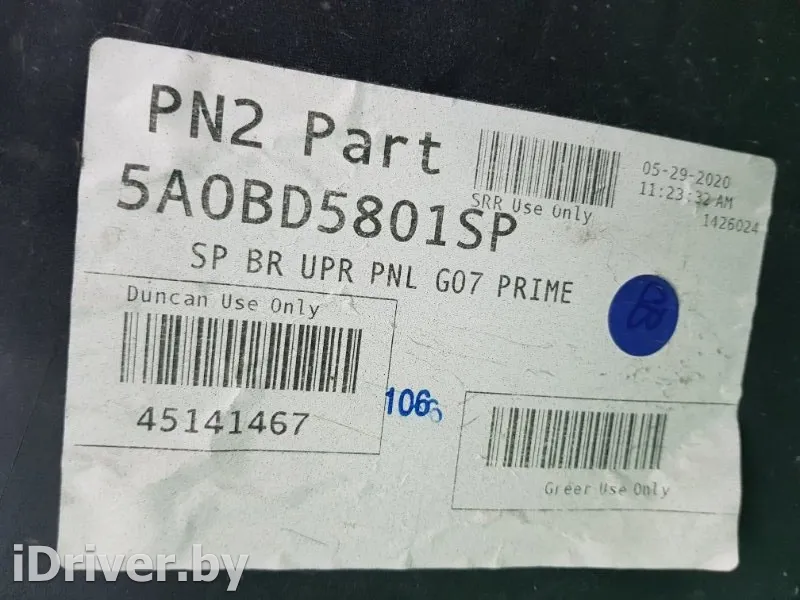 PN2 Part
5A0BD5801SP
SP BR UPR PNL G07 PRIME
SRR Use Only
05-29-2020
11:23:32 AM
1426024
Duncan Use Only
45141467
106
Greer Use Only
iDriver.by